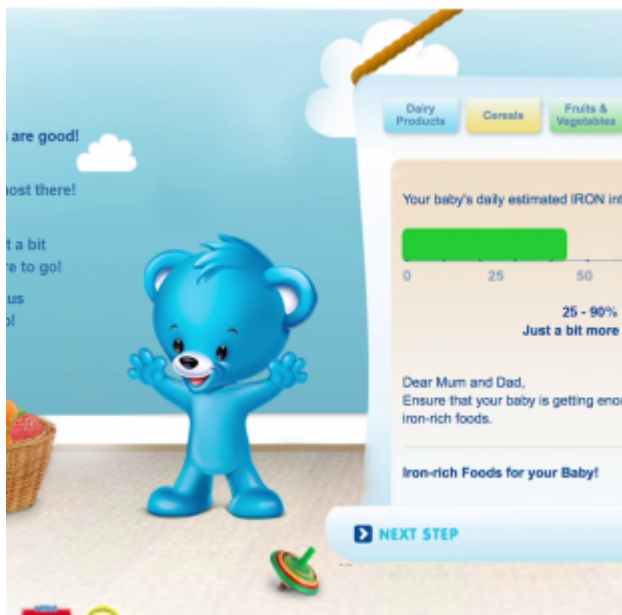 are good!
ost there!
t a bit
re to go!
us
o!
Dairy
Products
Cereals
Fruits &
Vegetables
Your baby's daily estimated IRON int
0 25 50
25 - 90%
Just a bit more
Dear Mum and Dad,
Ensure that your baby is getting enou
iron-rich foods.
Iron-rich Foods for your Baby!
NEXT STEP